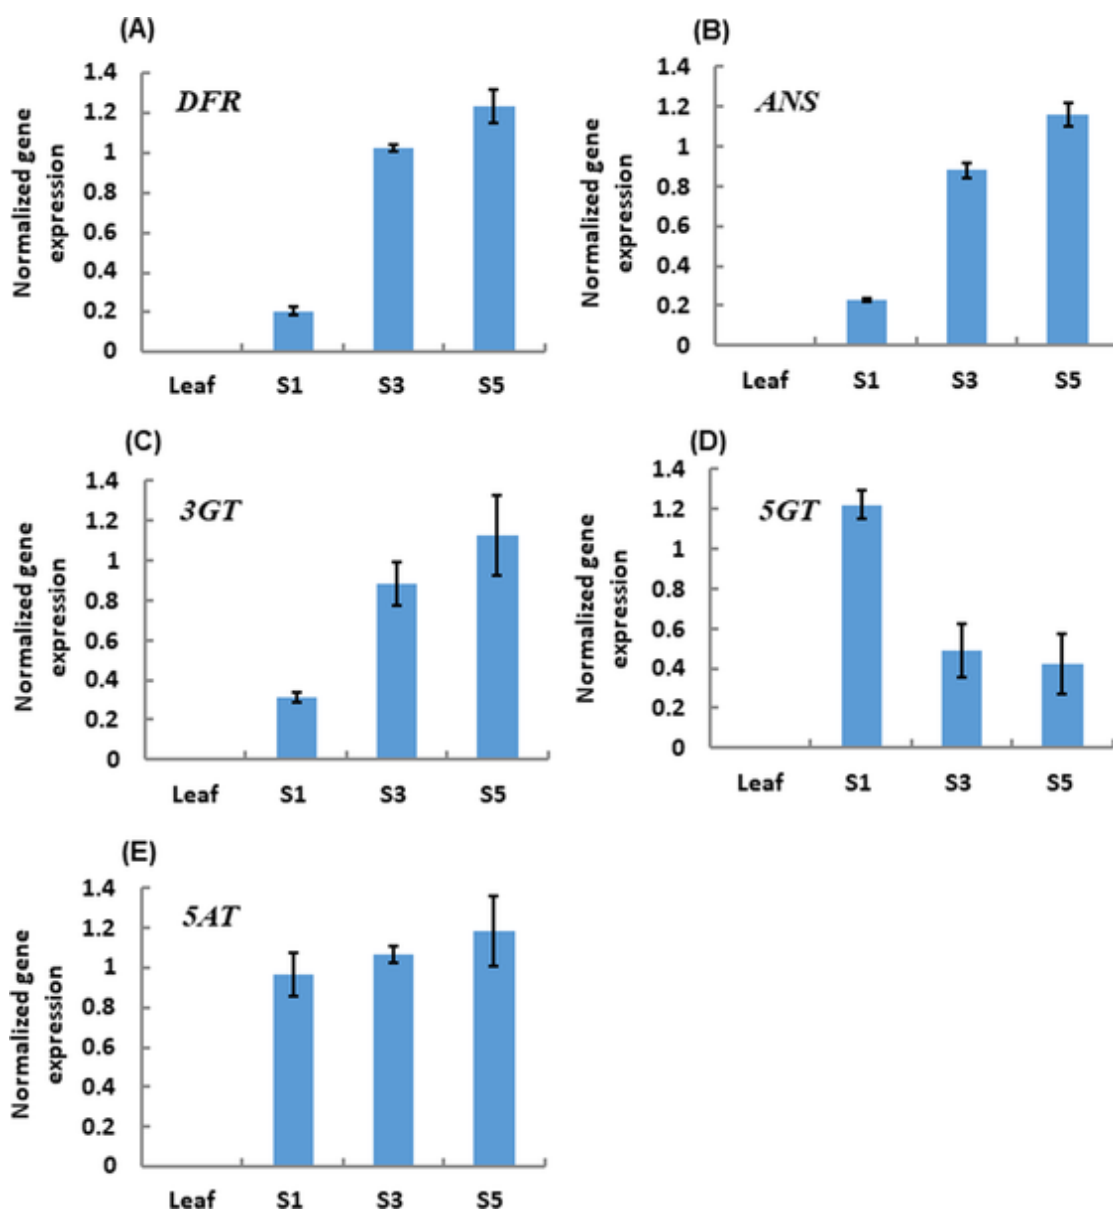 (A)
DFR
Normalized gene
expression
1.4
1.2
1
0.8
0.6
0.4
0.2
0
Leaf S1 S3 S5
(B)
ANS
Normalized gene
expression
1.4
1.2
1
0.8
0.6
0.4
0.2
0
Leaf S1 S3 S5
(C)
3GT
Normalized gene
expression
1.4
1.2
1
0.8
0.6
0.4
0.2
0
Leaf S1 S3 S5
(D)
5GT
Normalized gene
expression
1.4
1.2
1
0.8
0.6
0.4
0.2
0
Leaf S1 S3 S5
(E)
5AT
Normalized gene
expression
1.4
1.2
1
0.8
0.6
0.4
0.2
0
Leaf S1 S3 S5